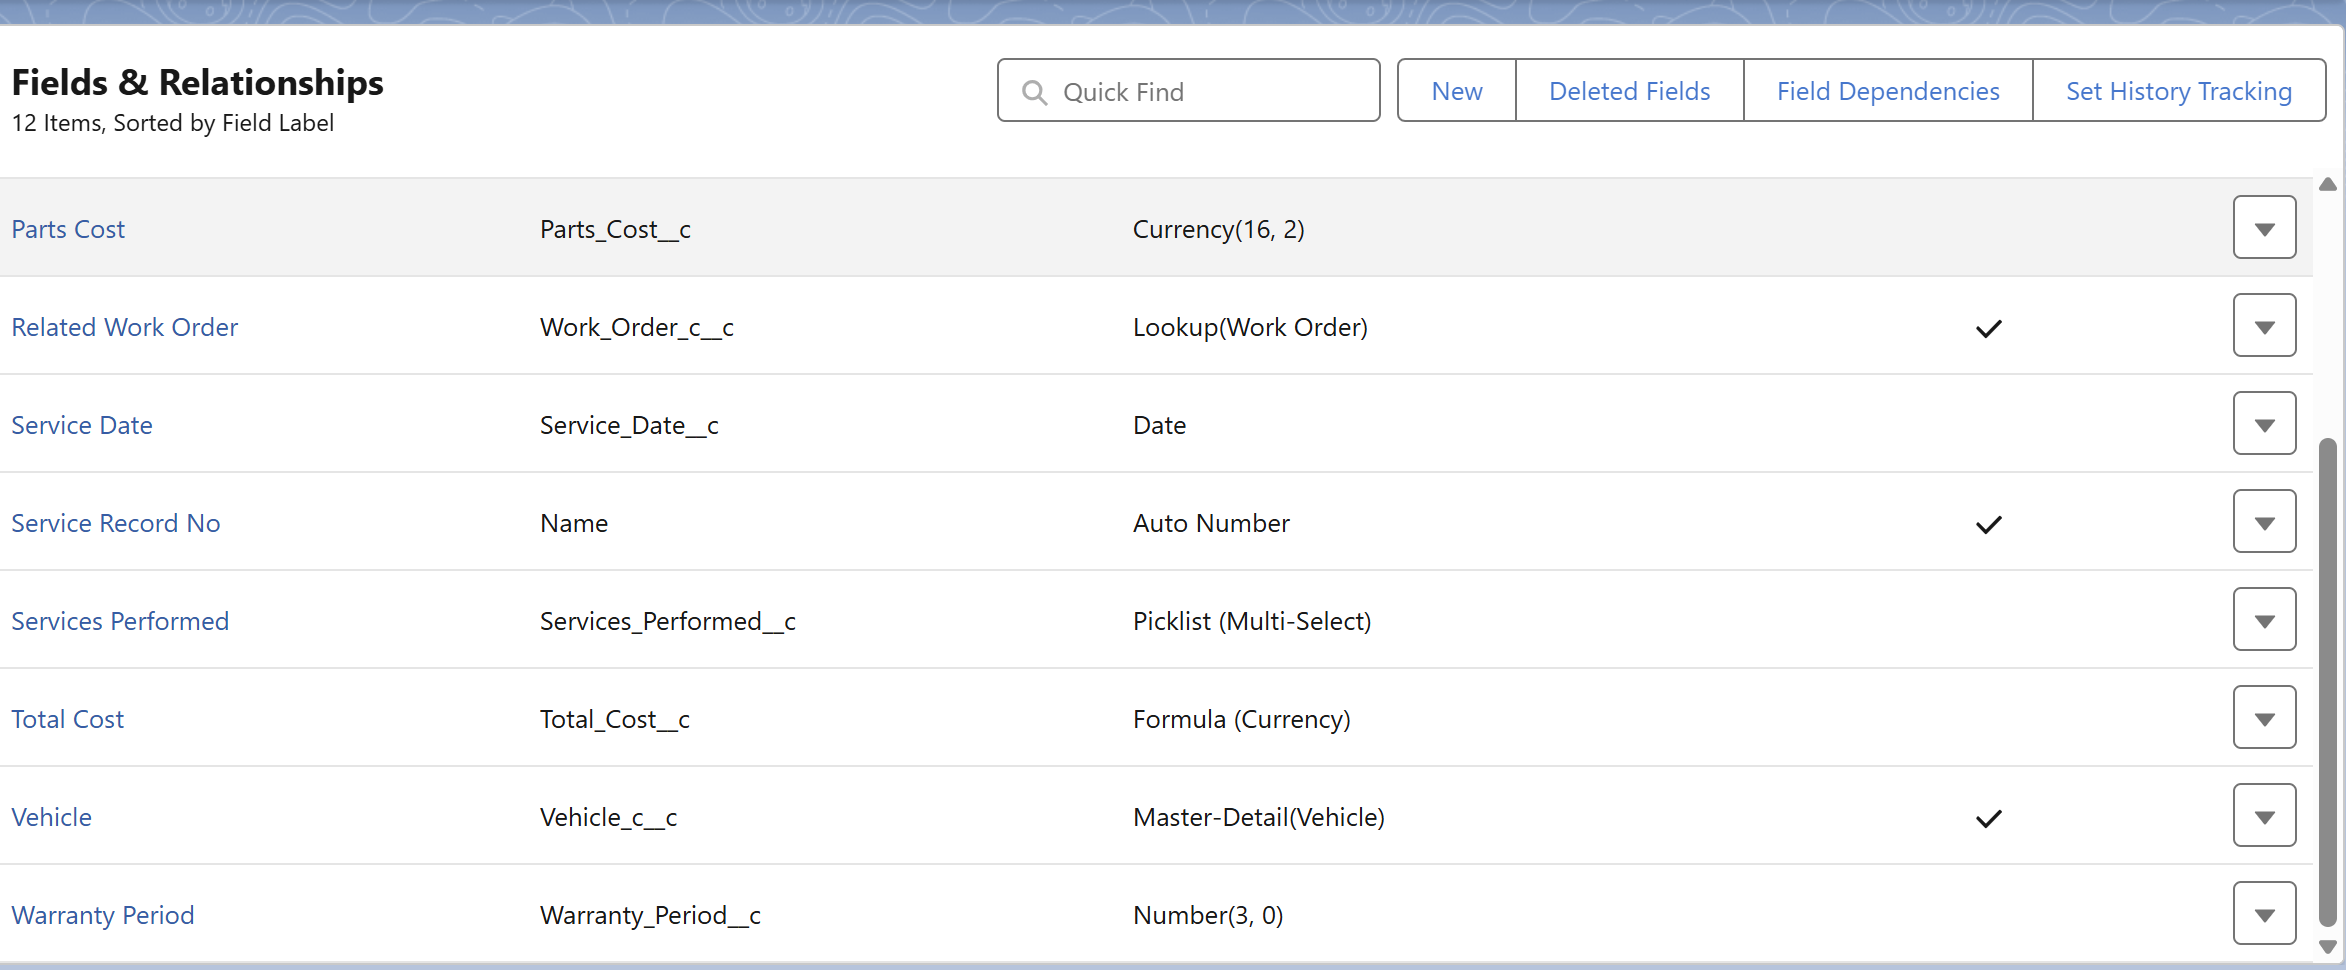 Fields & Relationships
12 Items, Sorted by Field Label
Quick Find
New
Deleted Fields
Field Dependencies
Set History Tracking
Parts Cost Parts_Cost__c Currency(16, 2)
Related Work Order Work_Order_c__c Lookup(Work Order)
Service Date Service_Date__c Date
Service Record No Name Auto Number
Services Performed Services_Performed__c Picklist (Multi-Select)
Total Cost Total_Cost__c Formula (Currency)
Vehicle Vehicle_c__c Master-Detail(Vehicle)
Warranty Period Warranty_Period__c Number(3, 0)